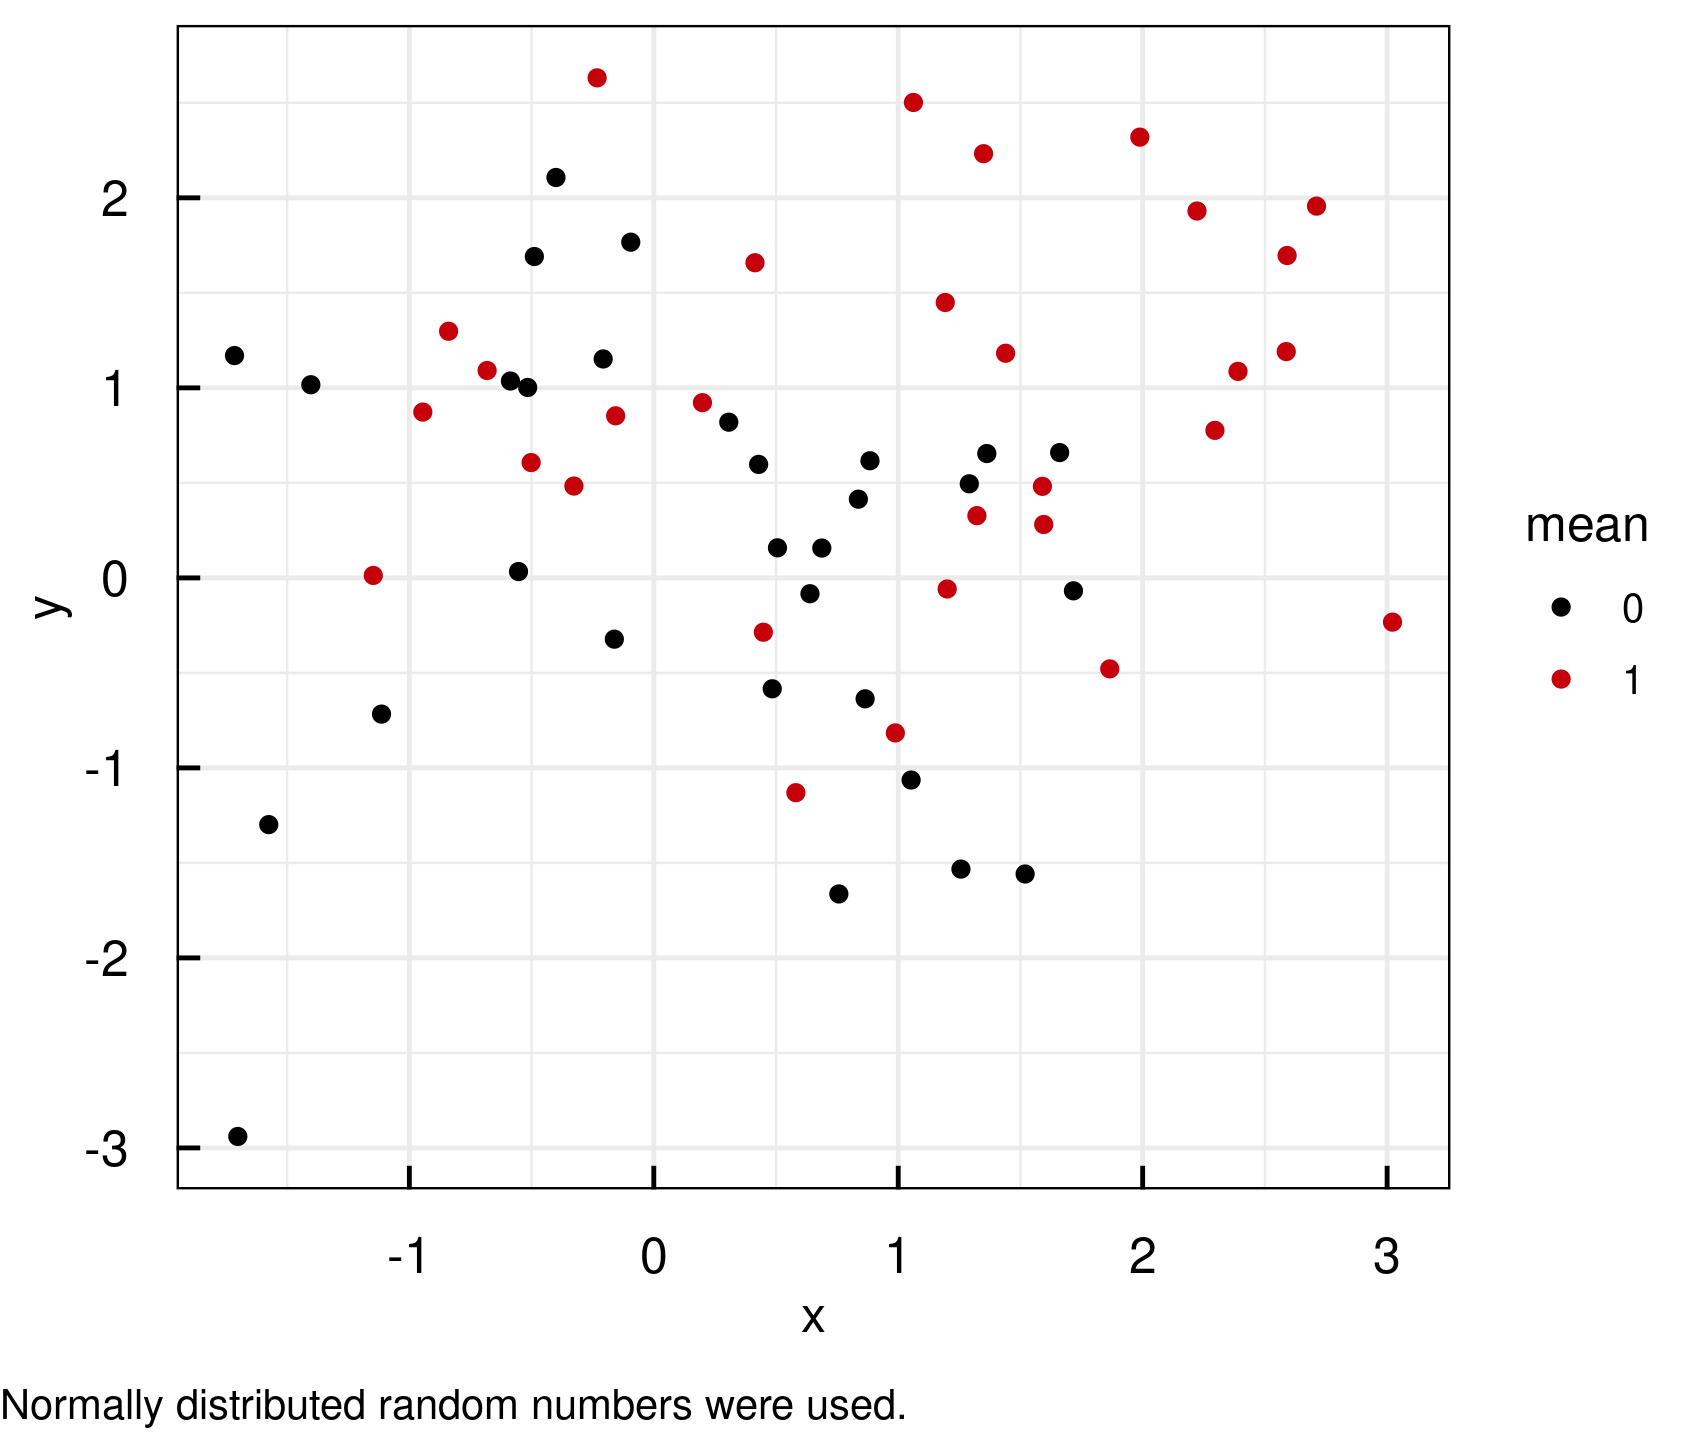 2
1
0
-1
-2
-3
y
-1 0 1 2 3
x
mean
0
1
Normally distributed random numbers were used.